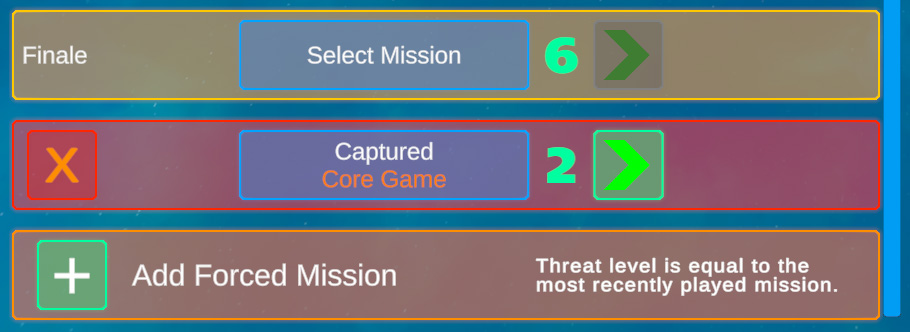 Finale
Select Mission
6
X
Captured
Core Game
2
Add Forced Mission
Threat level is equal to the
most recently played mission.